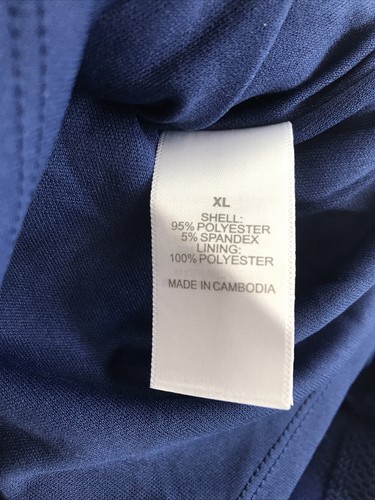 XL
SHELL:
95% POLYESTER
5% SPANDEX
LINING:
100% POLYESTER
MADE IN CAMBODIA